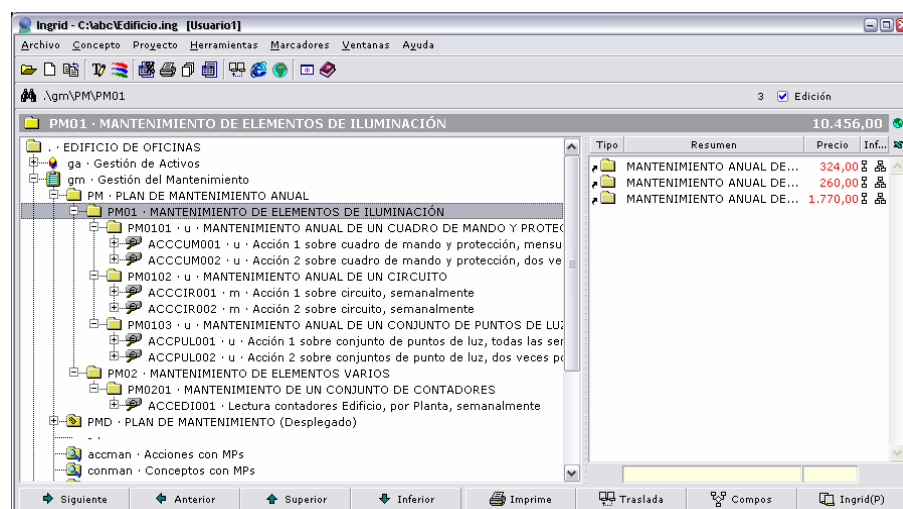 Ingrid - C:\abc\Edificio.ing [Usuario1]
Archivo Concepto Proyecto Herramientas Marcadores Ventanas Ayuda
.\gm\PM\PM01 3 Edición
PM01 · MANTENIMIENTO DE ELEMENTOS DE ILUMINACIÓN 10.456,00
. · EDIFICIO DE OFICINAS
ga · Gestión de Activos
gm · Gestión del Mantenimiento
PM · PLAN DE MANTENIMIENTO ANUAL
PM01 · MANTENIMIENTO DE ELEMENTOS DE ILUMINACIÓN
PM0101 · u · MANTENIMIENTO ANUAL DE UN CUADRO DE MANDO Y PROTEC
ACCCUM001 · u · Acción 1 sobre cuadro de mando y protección, mensu
ACCCUM002 · u · Acción 2 sobre cuadro de mando y protección, dos ve
PM0102 · u · MANTENIMIENTO ANUAL DE UN CIRCUITO
ACCCIR001 · m · Acción 1 sobre circuito, semanalmente
ACCCIR002 · m · Acción 2 sobre circuito, semanalmente
PM0103 · u · MANTENIMIENTO ANUAL DE UN CONJUNTO DE PUNTOS DE LUZ
ACCPUL001 · u · Acción 1 sobre conjunto de puntos de luz, todas las ser
ACCPUL002 · u · Acción 2 sobre conjuntos de punto de luz, dos veces po
PM02 · MANTENIMIENTO DE ELEMENTOS VARIOS
PM0201 · MANTENIMIENTO DE UN CONJUNTO DE CONTADORES
ACCEDI001 · Lectura contadores Edificio, por Planta, semanalmente
PMD · PLAN DE MANTENIMIENTO (Desplegado)
- ·
accman · Acciones con MPs
conman · Conceptos con MPs
Tipo Resumen Precio Inf...
MANTENIMIENTO ANUAL DE... 324,00
MANTENIMIENTO ANUAL DE... 260,00
MANTENIMIENTO ANUAL DE... 1.770,00
Siguiente Anterior Superior Inferior Imprime Traslada Compos Ingrid(P)